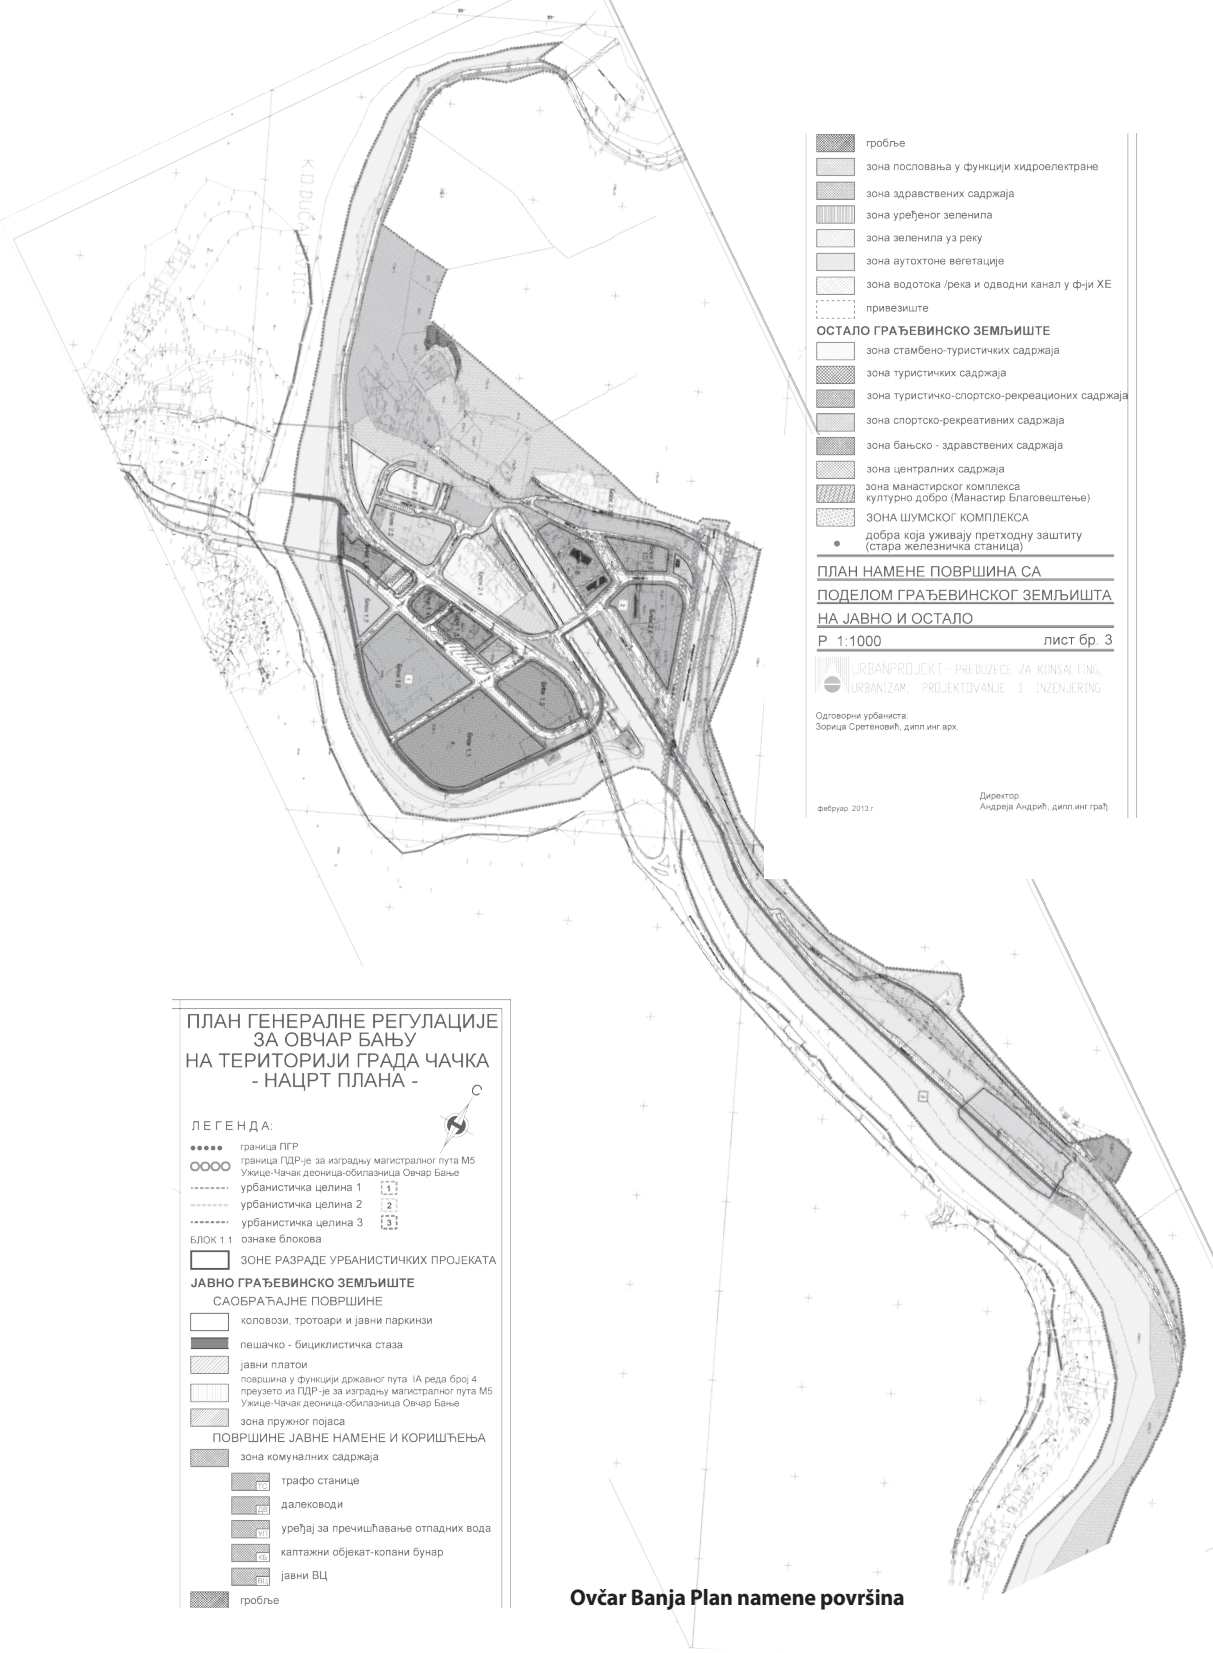 KADUČALOVIĆI
гробље
зона пословања у функцији хидроелектране
зона здравствених садржаја
зона уређеног зеленила
зона зеленила уз реку
зона аутохтоне вегетације
зона водотока /река и одводни канал у ф-ји ХЕ
привезиште
ОСТАЛО ГРАЂЕВИНСКО ЗЕМЉИШТЕ
зона стамбено-туристичких садржаја
зона туристичких садржаја
зона туристичко-спортско-рекреационих садржаја
зона спортско-рекреативних садржаја
зона бањско - здравствених садржаја
зона централних садржаја
зона манастирског комплекса
културно добро (Манастир Благовештење)
ЗОНА ШУМСКОГ КОМПЛЕКСА
добра која уживају претходну заштиту
(стара железничка станица)
ПЛАН НАМЕНЕ ПОВРШИНА СА
ПОДЕЛОМ ГРАЂЕВИНСКОГ ЗЕМЉИШТА
НА ЈАВНО И ОСТАЛО
Р 1:1000 лист бр. 3
URBANPROJEKT- PREDUZEĆE ZA KONSALTING,
URBANIZAM, PROJEKTOVANJE I INZENJERING
Одговорни урбаниста:
Зорица Сретеновић, дипл.инг.арх.
Директор:
Андреја Андрић, дипл.инг.грађ.
фебруар, 2013 г.
ПЛАН ГЕНЕРАЛНЕ РЕГУЛАЦИЈЕ
ЗА ОВЧАР БАЊУ
НА ТЕРИТОРИЈИ ГРАДА ЧАЧКА
- НАЦРТ ПЛАНА -
С
ЛЕГЕНДА:
граница ПГР
граница ПДР-је за изградњу магистралног пута М5
Ужице-Чачак деоница-обилазница Овчар Бање
урбанистичка целина 1 1
урбанистичка целина 2 2
урбанистичка целина 3 3
БЛОК 1.1 ознаке блокова
ЗОНЕ РАЗРАДЕ УРБАНИСТИЧКИХ ПРОЈЕКАТА
ЈАВНО ГРАЂЕВИНСКО ЗЕМЉИШТЕ
САОБРАЋАЈНЕ ПОВРШИНЕ
коловози, тротоари и јавни паркинзи
пешачко - бициклистичка стаза
јавни платои
површина у функцији државног пута IA реда број 4
преузето из ПДР-је за изградњу магистралног пута М5
Ужице-Чачак деоница-обилазница Овчар Бање
зона пружног појаса
ПОВРШИНЕ ЈАВНЕ НАМЕНЕ И КОРИШЋЕЊА
зона комуналних садржаја
ТС трафо станице
ДВ далеководи
УП уређај за пречишћавање отпадних вода
КБ каптажни објекат-копани бунар
ВЦ јавни ВЦ
гробље
Ovčar Banja Plan namene površina